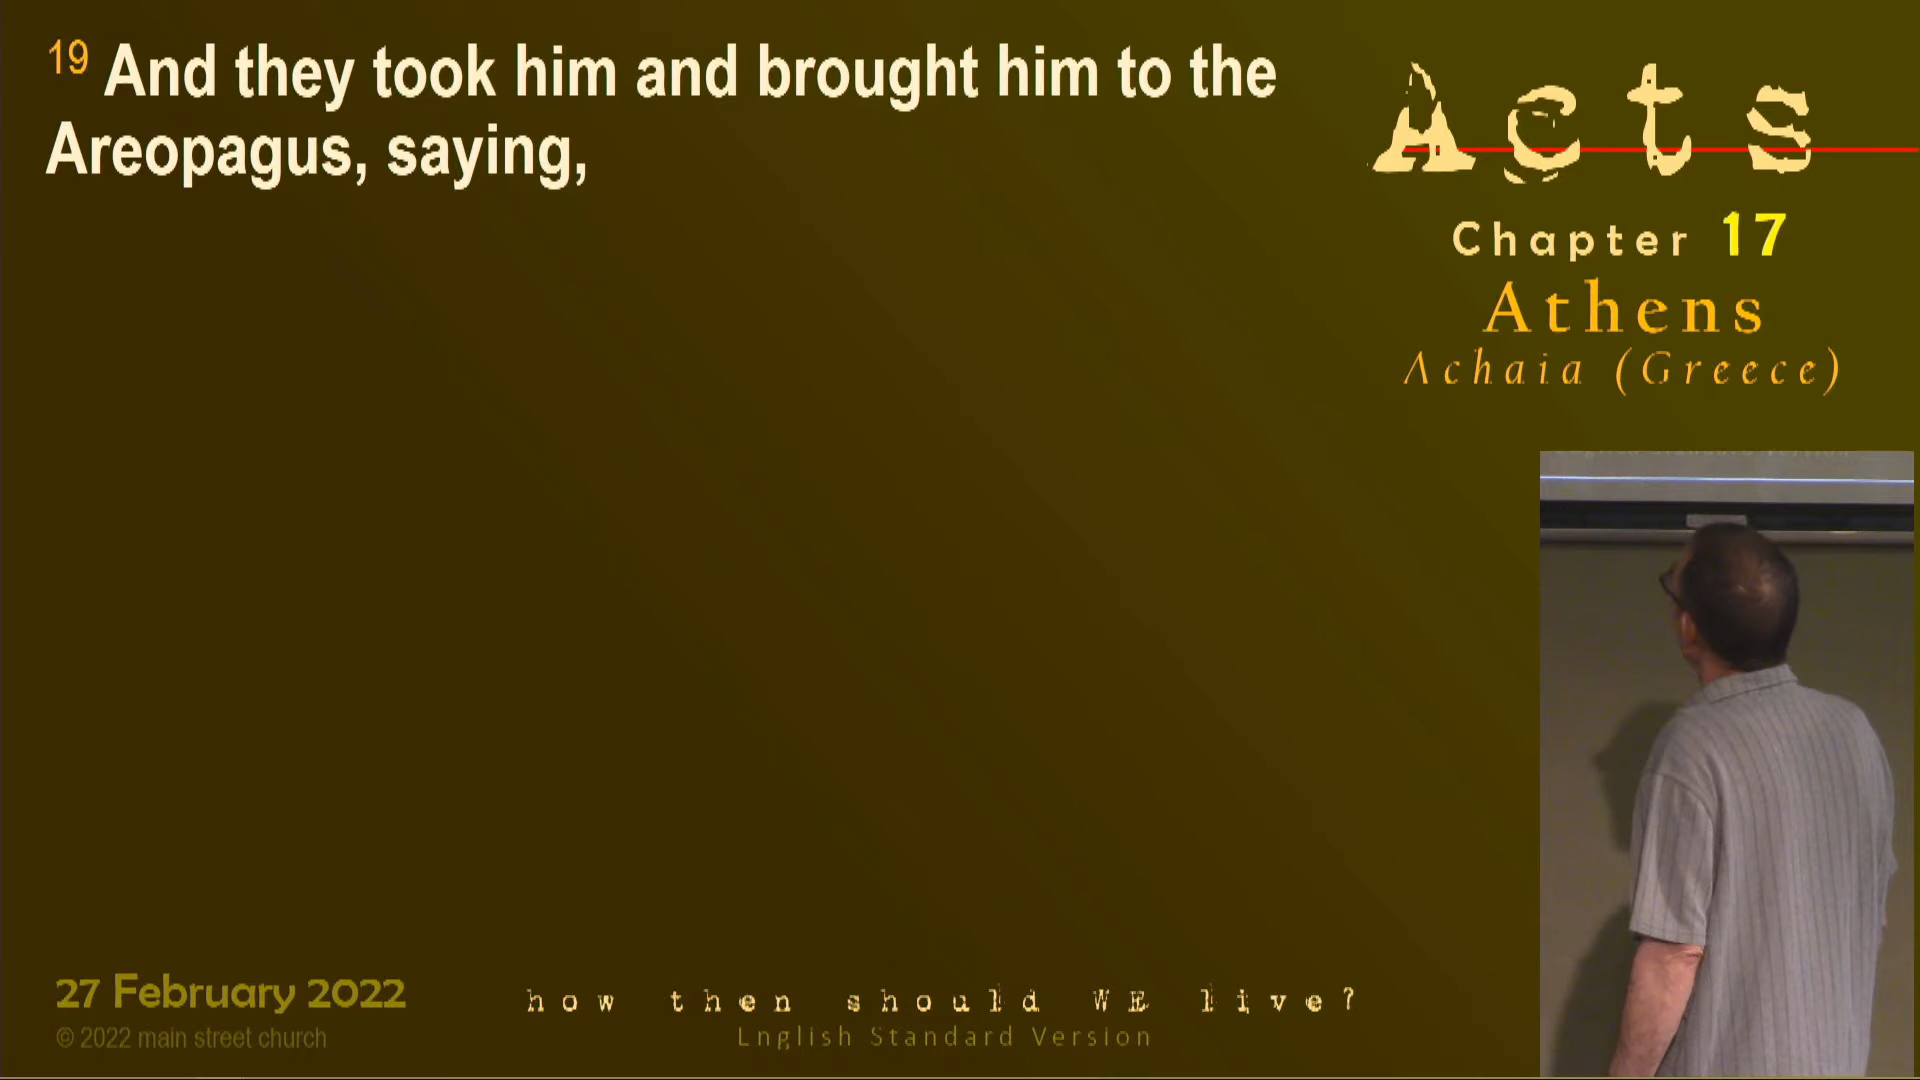 19 And they took him and brought him to the
Areopagus, saying,
Acts
Chapter 17
Athens
Achaia (Greece)
27 February 2022
© 2022 main street church
how then should WE live?
English Standard Version